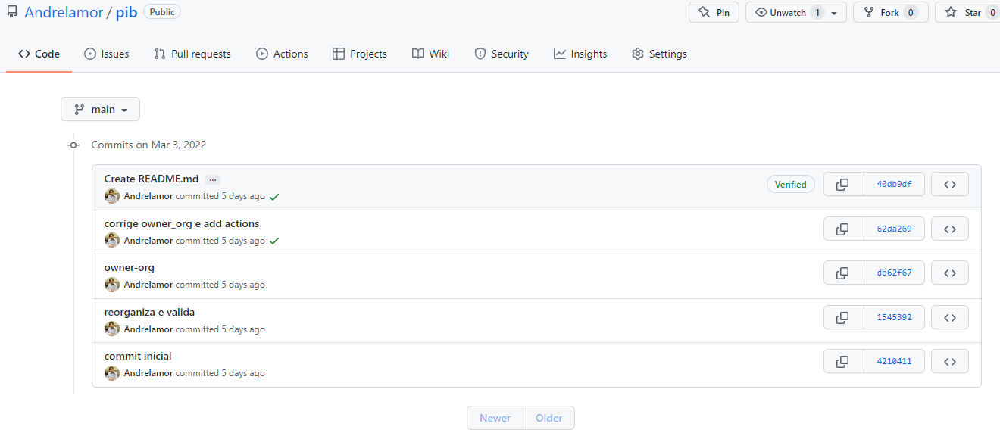 Andrelamor / pib Public
Pin Unwatch 1 Fork 0 Star 0
Code Issues Pull requests Actions Projects Wiki Security Insights Settings
main
Commits on Mar 3, 2022
Create README.md ...
Andrelamor committed 5 days ago
Verified 40db9df
corrige owner_org e add actions
Andrelamor committed 5 days ago
62da269
owner-org
Andrelamor committed 5 days ago
db62f67
reorganiza e valida
Andrelamor committed 5 days ago
1545392
commit inicial
Andrelamor committed 5 days ago
4210411
Newer Older